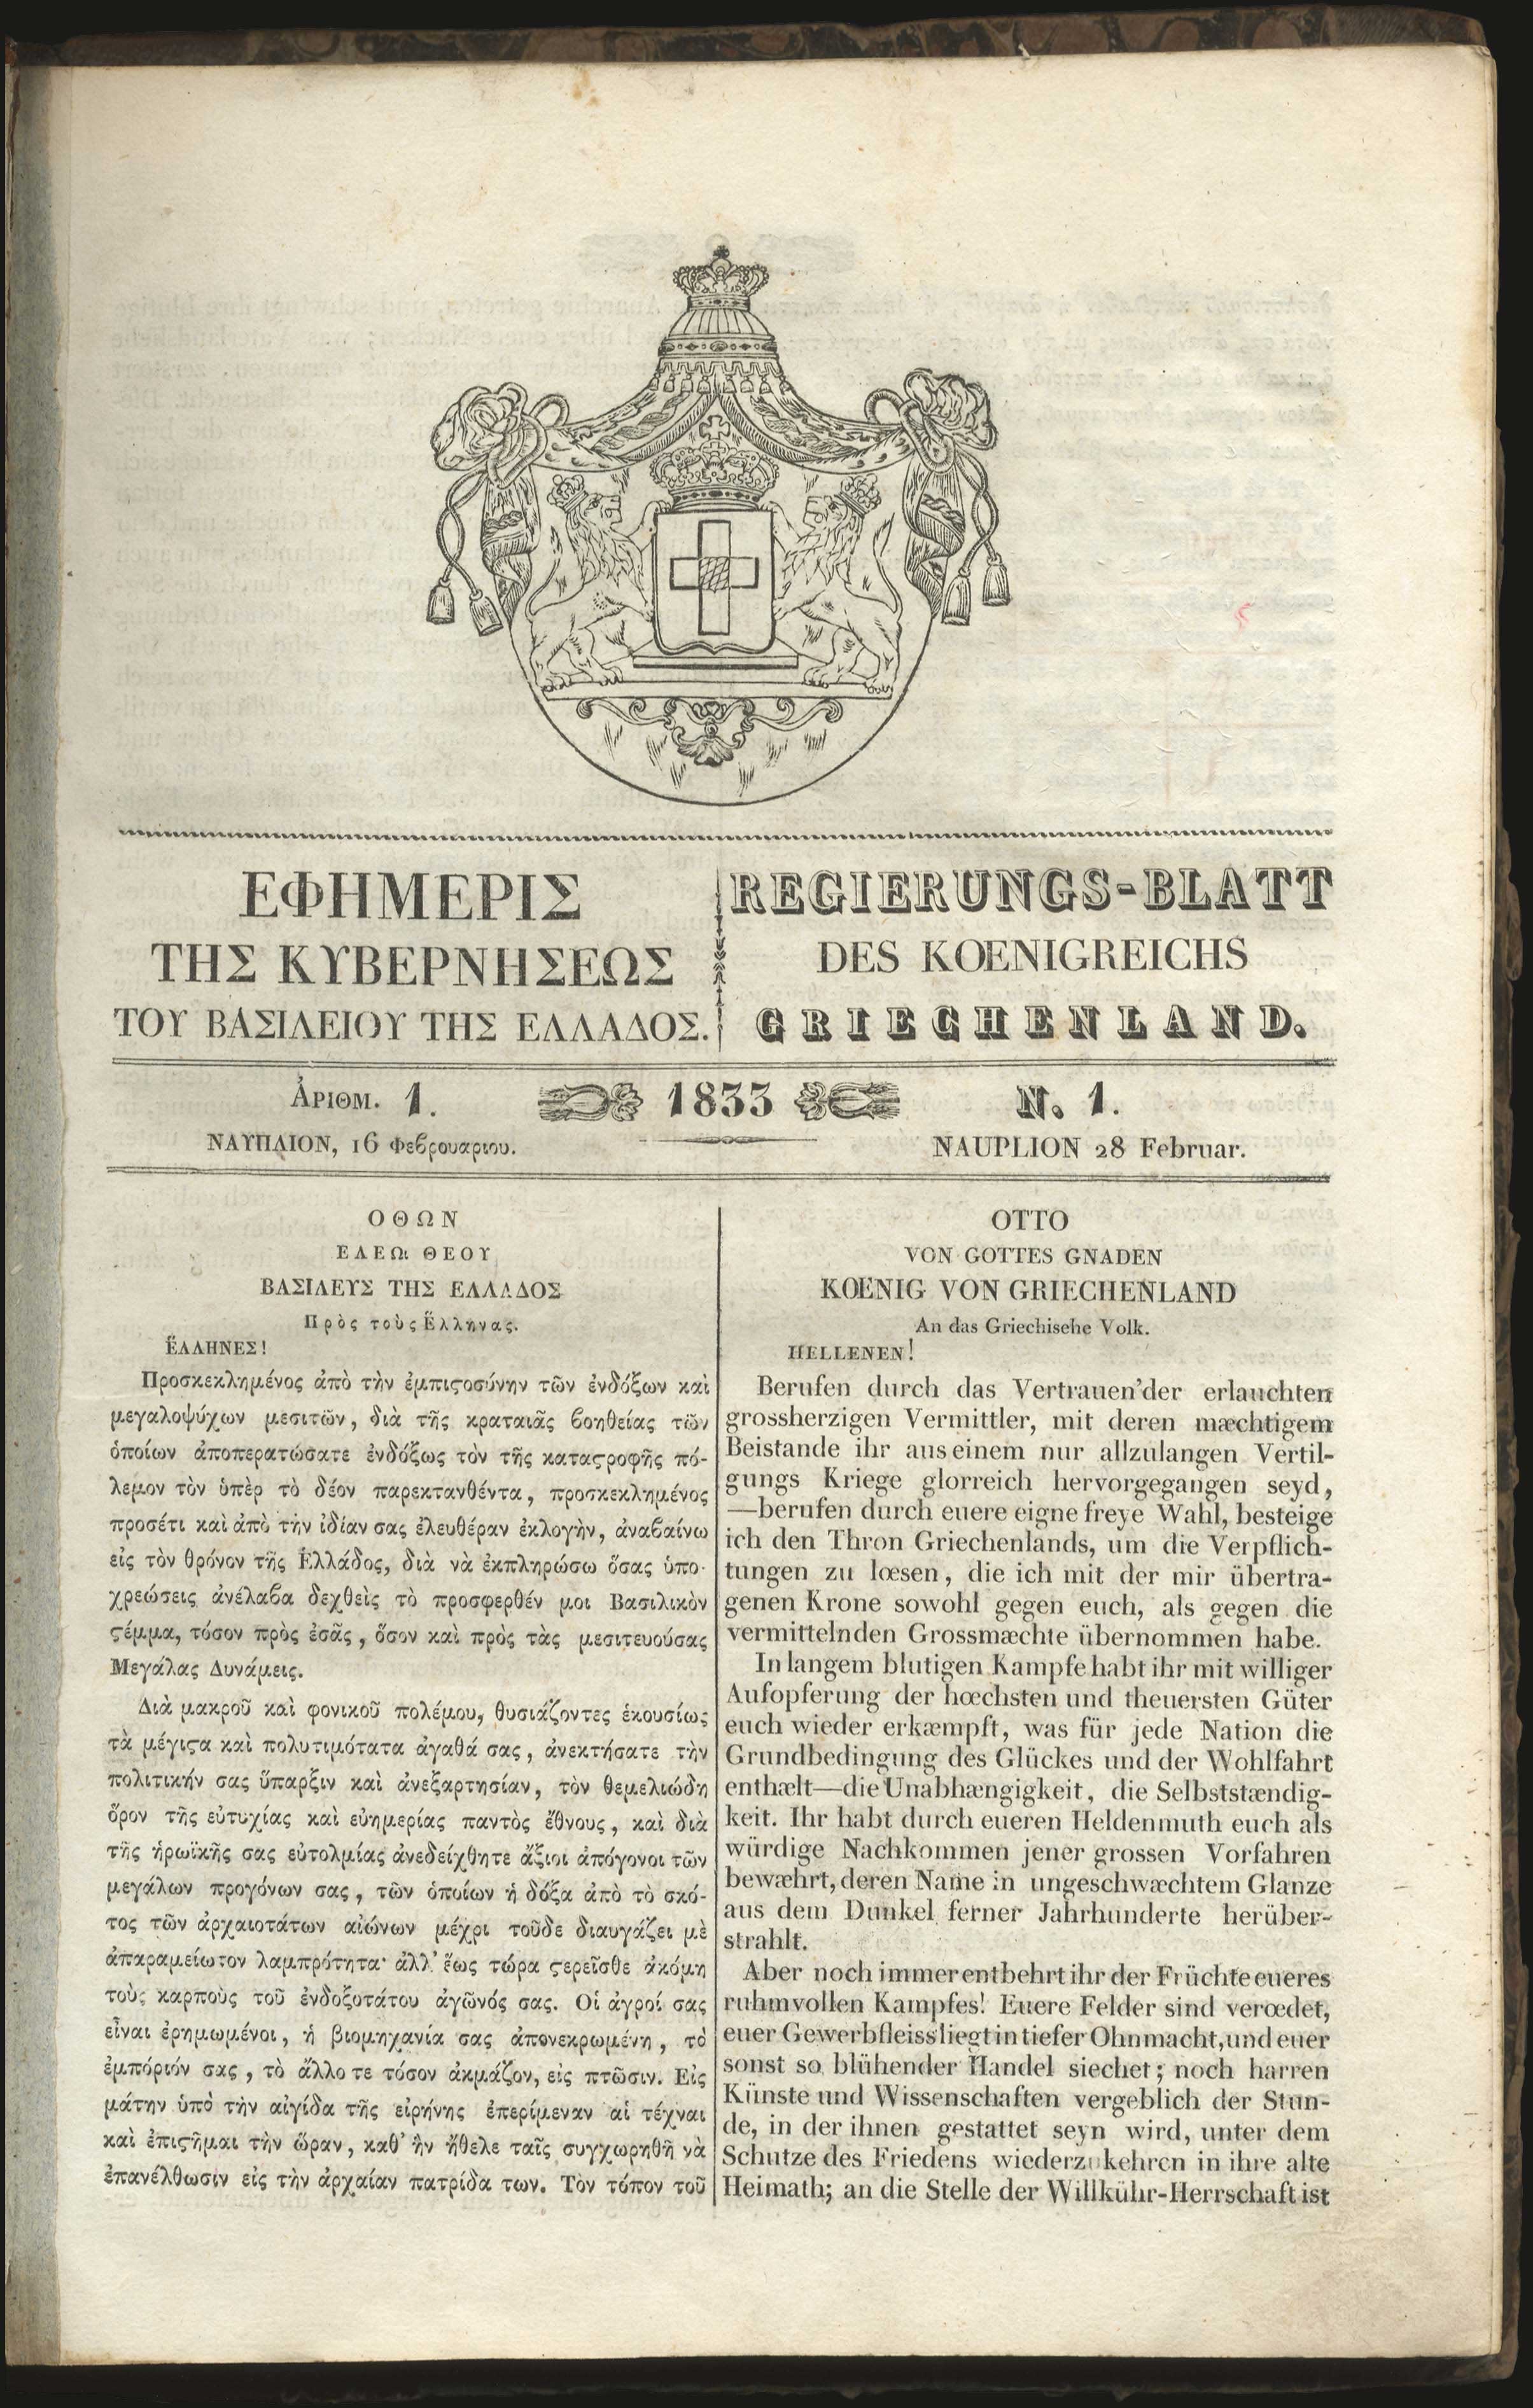 ΕΦΗΜΕΡΙΣ
ΤΗΣ ΚΥΒΕΡΝΗΣΕΩΣ
ΤΟΥ ΒΑΣΙΛΕΙΟΥ ΤΗΣ ΕΛΛΑΔΟΣ.
REGIERUNGS-BLATT
DES KOENIGREICHS
GRIECHENLAND.
ἈΡΙΘΜ. 1.
1833
N. 1.
ΝΑΥΠΛΙΟΝ, 16 Φεβρουαριου.
NAUPLION 28 Februar.
ΟΘΩΝ
ΕΛΕΩι ΘΕΟΥ
ΒΑΣΙΛΕΥΣ ΤΗΣ ΕΛΛΑΔΟΣ
Πρὸς τοὺς Ἕλληνας.
ἝΛΛΗΝΕΣ!
Προσκεκλημένος ἀπὸ τὴν ἐμπιϛοσύνην τῶν ἐνδόξων καὶ
μεγαλοψύχων μεσιτῶν, διὰ τῆς κραταιᾶς βοηθείας τῶν
ὁποίων ἀποπερατώσατε ἐνδόξως τὸν τῆς καταϛροφῆς πό-
λεμον τὸν ὑπὲρ τὸ δέον παρεκτανθέντα, προσκεκλημένος
προσέτι καὶ ἀπὸ τὴν ἰδίαν σας ἐλευθέραν ἐκλογὴν, ἀναβαίνω
εἰς τὸν θρόνον τῆς Ἑλλάδος, διὰ νὰ ἐκπληρώσω ὅσας ὑπο-
χρεώσεις ἀνέλαβα δεχθεὶς τὸ προσφερθέν μοι Βασιλικὸν
ϛέμμα, τόσον πρὸς ἐσᾶς, ὅσον καὶ πρὸς τὰς μεσιτευούσας
Μεγάλας Δυνάμεις.
Διὰ μακροῦ καὶ φονικοῦ πολέμου, θυσιάζοντες ἑκουσίως
τὰ μέγιϛα καὶ πολυτιμότατα ἀγαθά σας, ἀνεκτήσατε τὴν
πολιτικήν σας ὕπαρξιν καὶ ἀνεξαρτησίαν, τὸν θεμελιώδη
ὅρον τῆς εὐτυχίας καὶ εὐημερίας παντὸς ἔθνους, καὶ διὰ
τῆς ἡρωϊκῆς σας εὐτολμίας ἀνεδείχθητε ἄξιοι ἀπόγονοι τῶν
μεγάλων προγόνων σας, τῶν ὁποίων ἡ δόξα ἀπὸ τὸ σκό-
τος τῶν ἀρχαιοτάτων αἰώνων μέχρι τοῦδε διαυγάζει μὲ
ἀπαραμείωτον λαμπρότητα· ἀλλ' ἕως τώρα ϛερεῖσθε ἀκόμη
τοὺς καρποὺς τοῦ ἐνδοξοτάτου ἀγῶνός σας. Οἱ ἀγροί σας
εἶναι ἐρημωμένοι, ἡ βιομηχανία σας ἀπονεκρωμένη, τὸ
ἐμπόριόν σας, τὸ ἄλλο τε τόσον ἀκμάζον, εἰς πτῶσιν. Εἰς
μάτην ὑπὸ τὴν αἰγίδα τῆς εἰρήνης ἐπερίμεναν αἱ τέχναι
καὶ ἐπιϛῆμαι τὴν ὥραν, καθ' ἣν ἤθελε ταῖς συγχωρηθῆ νὰ
ἐπανέλθωσιν εἰς τὴν ἀρχαίαν πατρίδα των. Τὸν τόπον τοῦ
OTTO
VON GOTTES GNADEN
KOENIG VON GRIECHENLAND
An das Griechische Volk.
HELLENEN!
Berufen durch das Vertrauen'der erlauchten
grossherzigen Vermittler, mit deren mæchtigem
Beistande ihr aus einem nur allzulangen Vertil-
gungs Kriege glorreich hervorgegangen seyd,
—berufen durch euere eigne freye Wahl, besteige
ich den Thron Griechenlands, um die Verpflich-
tungen zu lœsen, die ich mit der mir übertra-
genen Krone sowohl gegen euch, als gegen die
vermittelnden Grossmæchte übernommen habe.
In langem blutigen Kampfe habt ihr mit williger
Aufopferung der hœchsten und theuersten Güter
euch wieder erkæmpft, was für jede Nation die
Grundbedingung des Glückes und der Wohlfahrt
enthælt—die Unabhængigkeit, die Selbststændig-
keit. Ihr habt durch eueren Heldenmuth euch als
würdige Nachkommen jener grossen Vorfahren
bewæhrt, deren Name in ungeschwæchtem Glanze
aus dem Dunkel ferner Jahrhunderte herüber-
strahlt.
Aber noch immer entbehrt ihr der Früchte eueres
ruhmvollen Kampfes! Euere Felder sind verœdet,
euer Gewerbfleiss liegt in tiefer Ohnmacht, und euer
sonst so blühender Handel siechet; noch harren
Künste und Wissenschaften vergeblich der Stun-
de, in der ihnen gestattet seyn wird, unter dem
Schutze des Friedens wiederzukehren in ihre alte
Heimath; an die Stelle der Willkühr-Herrschaft ist